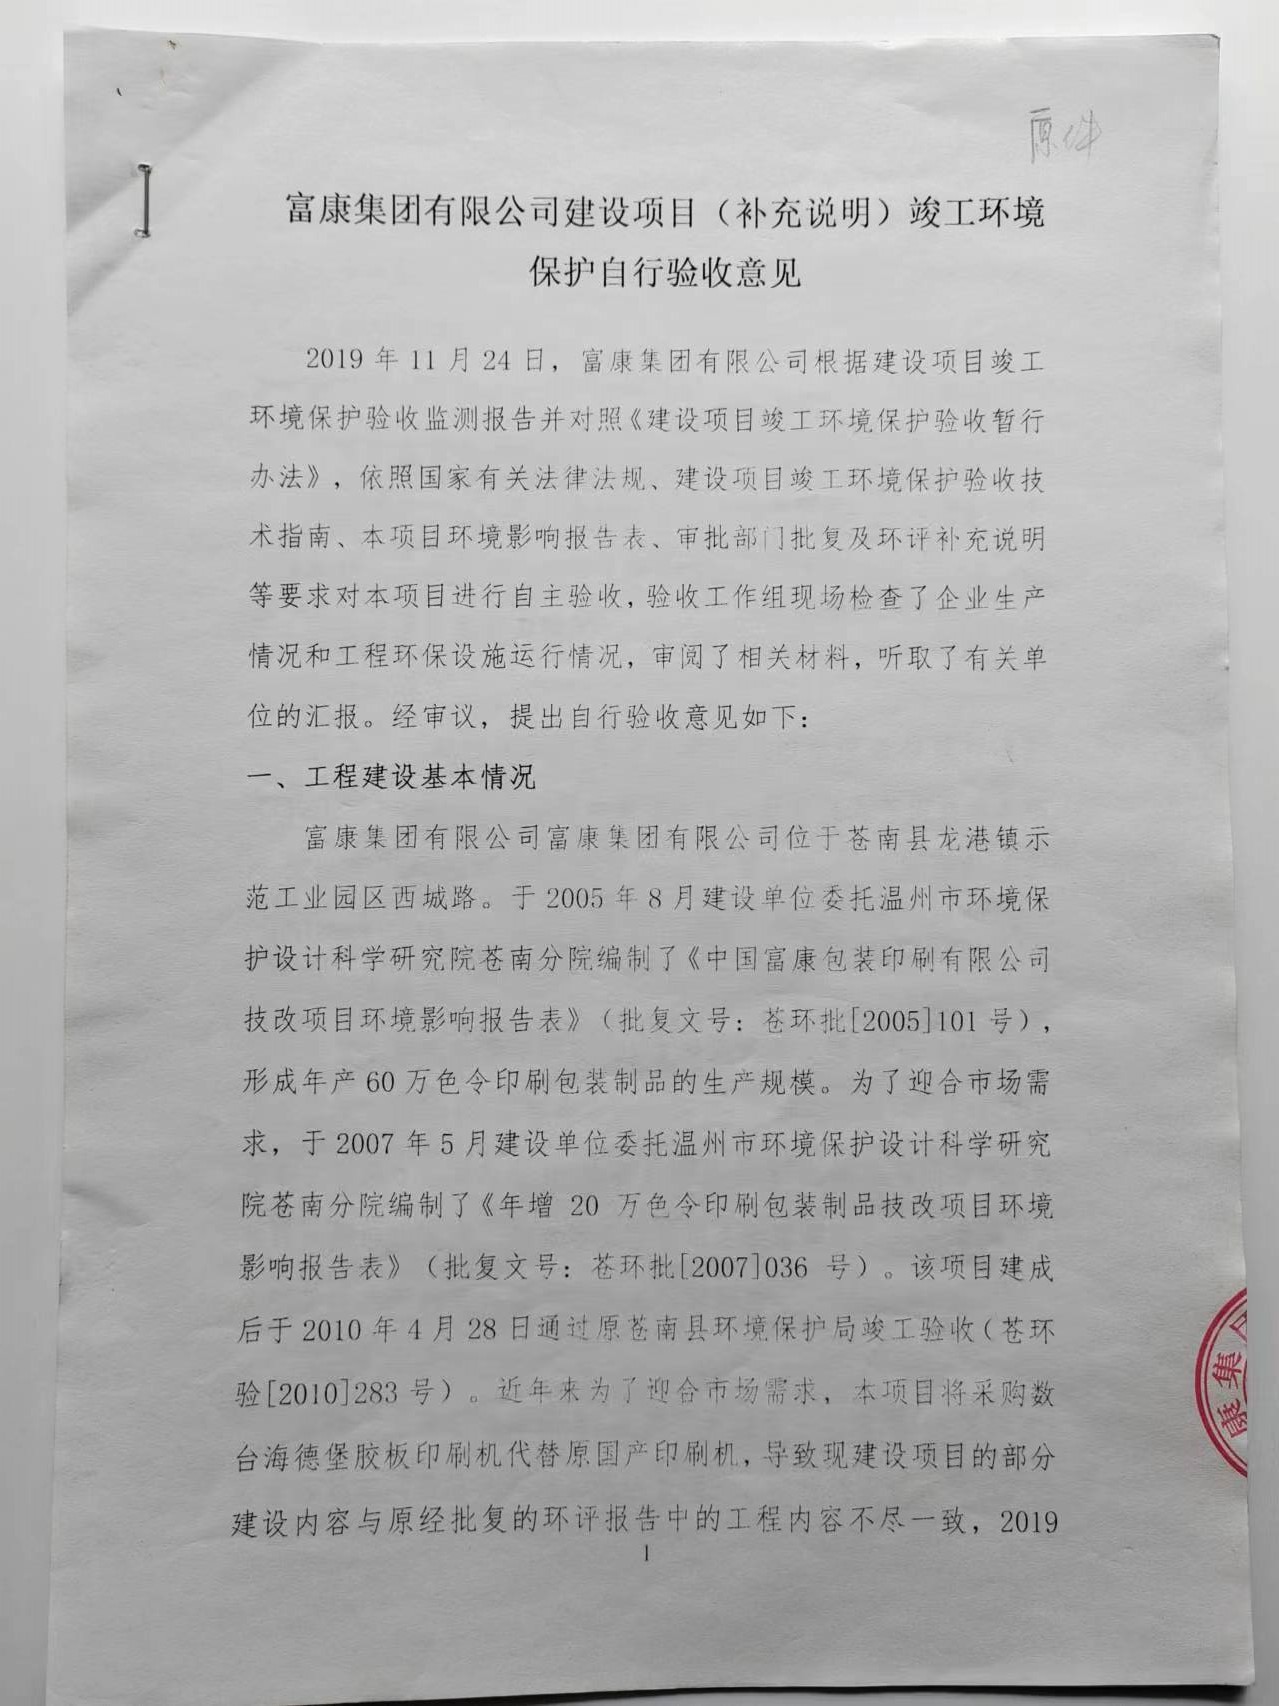 原件
富康集团有限公司建设项目（补充说明）竣工环境
保护自行验收意见
2019 年 11 月 24 日，富康集团有限公司根据建设项目竣工
环境保护验收监测报告并对照《建设项目竣工环境保护验收暂行
办法》，依照国家有关法律法规、建设项目竣工环境保护验收技
术指南、本项目环境影响报告表、审批部门批复及环评补充说明
等要求对本项目进行自主验收，验收工作组现场检查了企业生产
情况和工程环保设施运行情况，审阅了相关材料，听取了有关单
位的汇报。经审议，提出自行验收意见如下：
一、工程建设基本情况
富康集团有限公司富康集团有限公司位于苍南县龙港镇示
范工业园区西城路。于 2005 年 8 月建设单位委托温州市环境保
护设计科学研究院苍南分院编制了《中国富康包装印刷有限公司
技改项目环境影响报告表》（批复文号：苍环批[2005]101 号），
形成年产 60 万色令印刷包装制品的生产规模。为了迎合市场需
求，于 2007 年 5 月建设单位委托温州市环境保护设计科学研究
院苍南分院编制了《年增 20 万色令印刷包装制品技改项目环境
影响报告表》（批复文号：苍环批[2007]036 号）。该项目建成
后于 2010 年 4 月 28 日通过原苍南县环境保护局竣工验收（苍环
验[2010]283 号）。近年来为了迎合市场需求，本项目将采购数
台海德堡胶板印刷机代替原国产印刷机，导致现建设项目的部分
建设内容与原经批复的环评报告中的工程内容不尽一致，2019
1
康集团